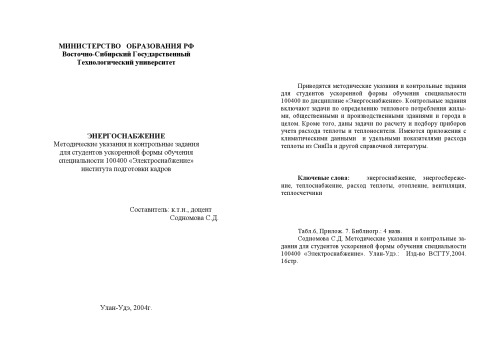 МИНИСТЕРСТВО ОБРАЗОВАНИЯ РФ
Восточно-Сибирский Государственный
Технологический университет
ЭНЕРГОСНАБЖЕНИЕ
Методические указания и контрольные задания
для студентов ускоренной формы обучения
специальности 100400 «Электроснабжение»
института подготовки кадров
Составитель: к.т.н., доцент
Содномова С.Д.
Улан-Удэ, 2004г.
Приводятся методические указания и контрольные задания
для студентов ускоренной формы обучения специальности
100400 по дисциплине «Энергоснабжение». Контрольные задания
включают задачи по определению теплового потребления жилы-
ми, общественными и производственными зданиями и города в
целом. Кроме того, даны задачи по расчету и подбору приборов
учета расхода теплоты и теплоносителя. Имеются приложения с
климатическими данными и удельными показателями расхода
теплоты из СниПа и другой справочной литературы.
Ключевые слова: энергоснабжение, энергосбереже-
ние, теплоснабжение, расход теплоты, отопление, вентиляция,
теплосчетчики
Табл.6, Прилож. 7. Библиогр.: 4 назв.
Содномова С.Д. Методические указания и контрольные за-
дания для студентов ускоренной формы обучения специальности
100400 «Электроснабжение». Улан-Удэ.: Изд-во ВСГТУ,2004.
16стр.